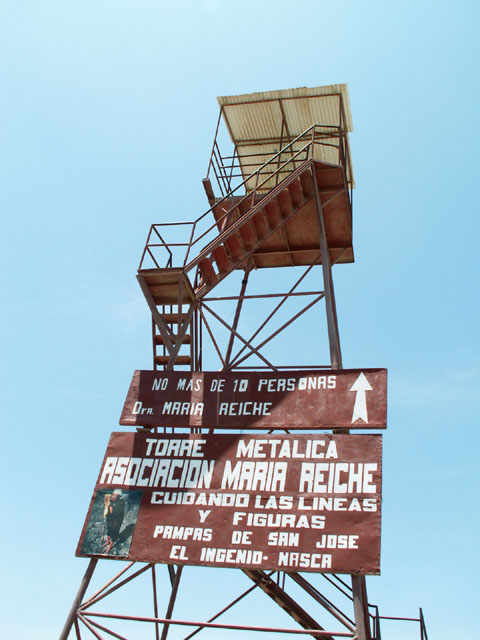 NO MAS DE 10 PERSONAS
Dra. MARIA REICHE
TORRE METALICA
ASOCIACION MARIA REICHE
CUIDANDO LAS LINEAS
Y FIGURAS
PAMPAS DE SAN JOSE
EL INGENIO- NASCA